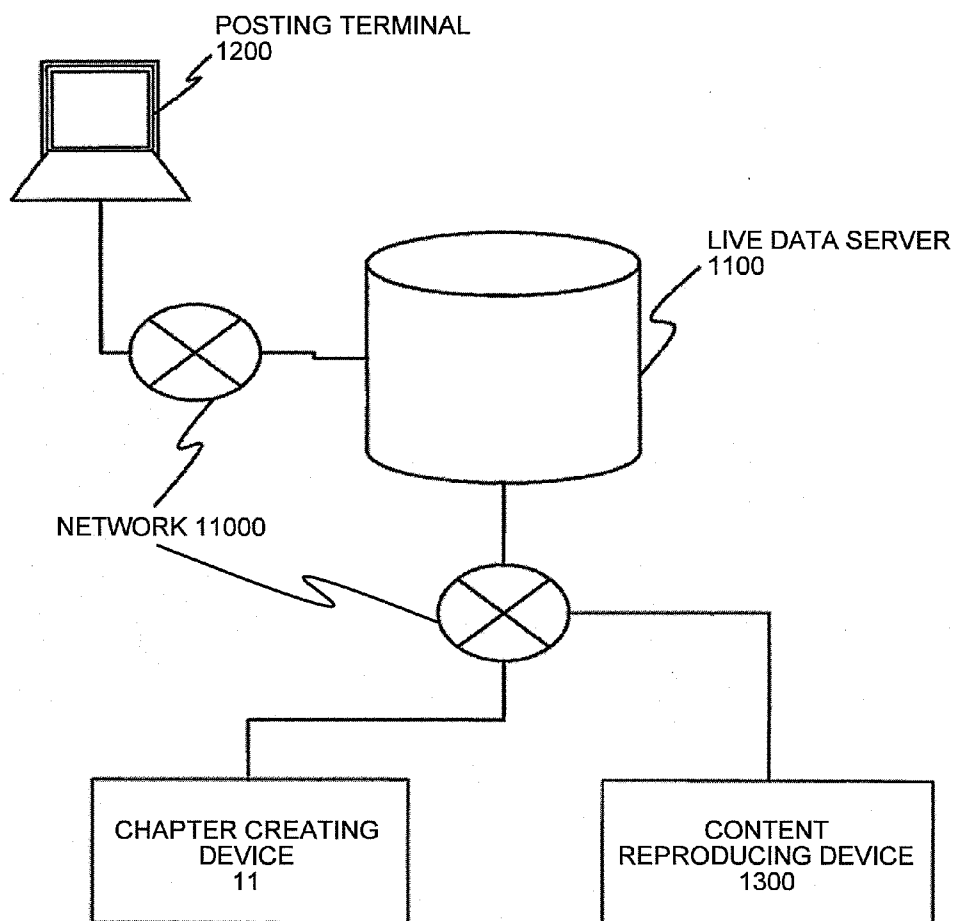 POSTING TERMINAL
1200
LIVE DATA SERVER
1100
NETWORK 11000
CHAPTER CREATING
DEVICE
11
CONTENT
REPRODUCING DEVICE
1300